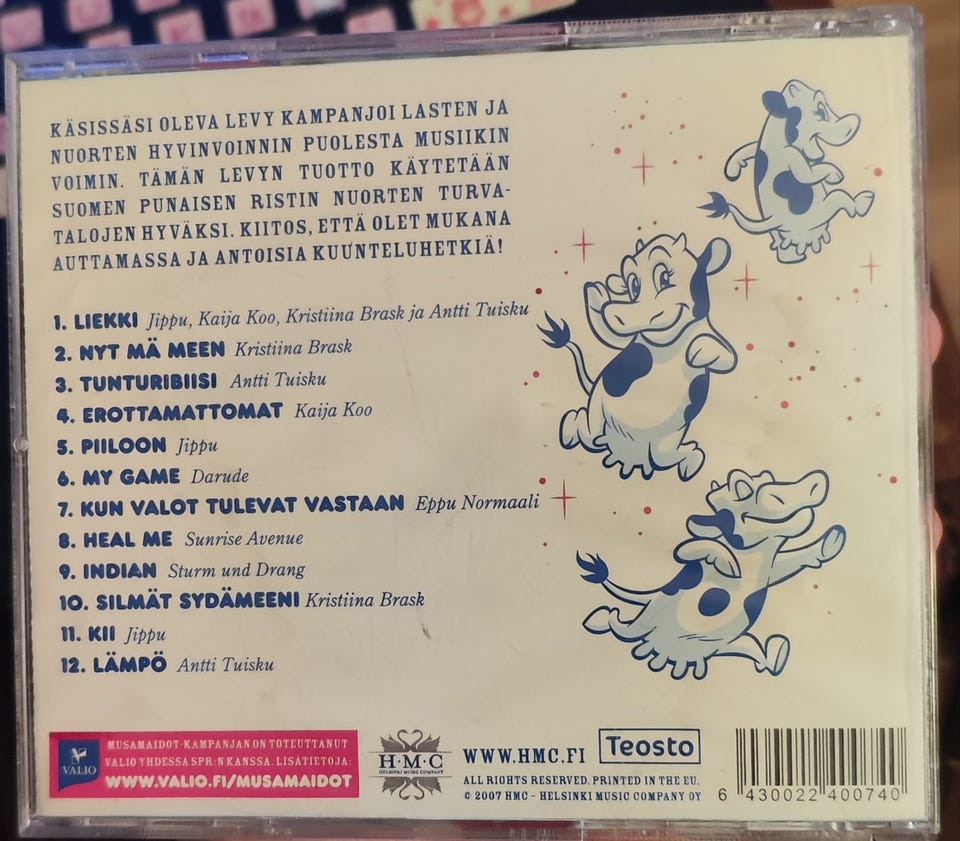 KÄSISSÄSI OLEVA LEVY KAMPANJOI LASTEN JA
NUORTEN HYVINVOINNIN PUOLESTA MUSIIKIN
VOIMIN. TÄMÄN LEVYN TUOTTO KÄYTETÄÄN
SUOMEN PUNAISEN RISTIN NUORTEN TURVA-
TALOJEN HYVÄKSI. KIITOS, ETTÄ OLET MUKANA
AUTTAMASSA JA ANTOISIA KUUNTELUHETKIÄ!
1. LIEKKI Jippu, Kaija Koo, Kristiina Brask ja Antti Tuisku
2. NYT MÄ MEEN Kristiina Brask
3. TUNTURIBIISI Antti Tuisku
4. EROTTAMATTOMAT Kaija Koo
5. PIILOON Jippu
6. MY GAME Darude
7. KUN VALOT TULEVAT VASTAAN Eppu Normaali
8. HEAL ME Sunrise Avenue
9. INDIAN Sturm und Drang
10. SILMÄT SYDÄMEENI Kristiina Brask
11. KII Jippu
12. LÄMPÖ Antti Tuisku
VALIO
MUSAMAIDOT-KAMPANJAN ON TOTEUTTANUT
VALIO YHDESSÄ SPR:N KANSSA. LISÄTIETOJA:
WWW.VALIO.FI/MUSAMAIDOT
H·M·C
HELSINKI MUSIC COMPANY
WWW.HMC.FI
Teosto
ALL RIGHTS RESERVED. PRINTED IN THE EU.
© 2007 HMC - HELSINKI MUSIC COMPANY OY
6 430022 400740